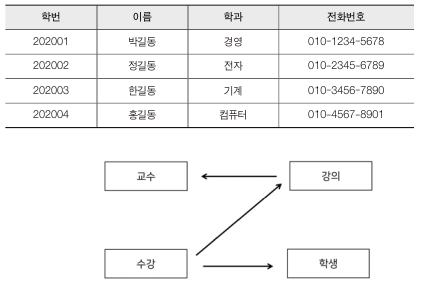 학번 이름 학과 전화번호
202001 박길동 경영 010-1234-5678
202002 정길동 전자 010-2345-6789
202003 한길동 기계 010-3456-7890
202004 홍길동 컴퓨터 010-4567-8901
교수 강의
수강 학생